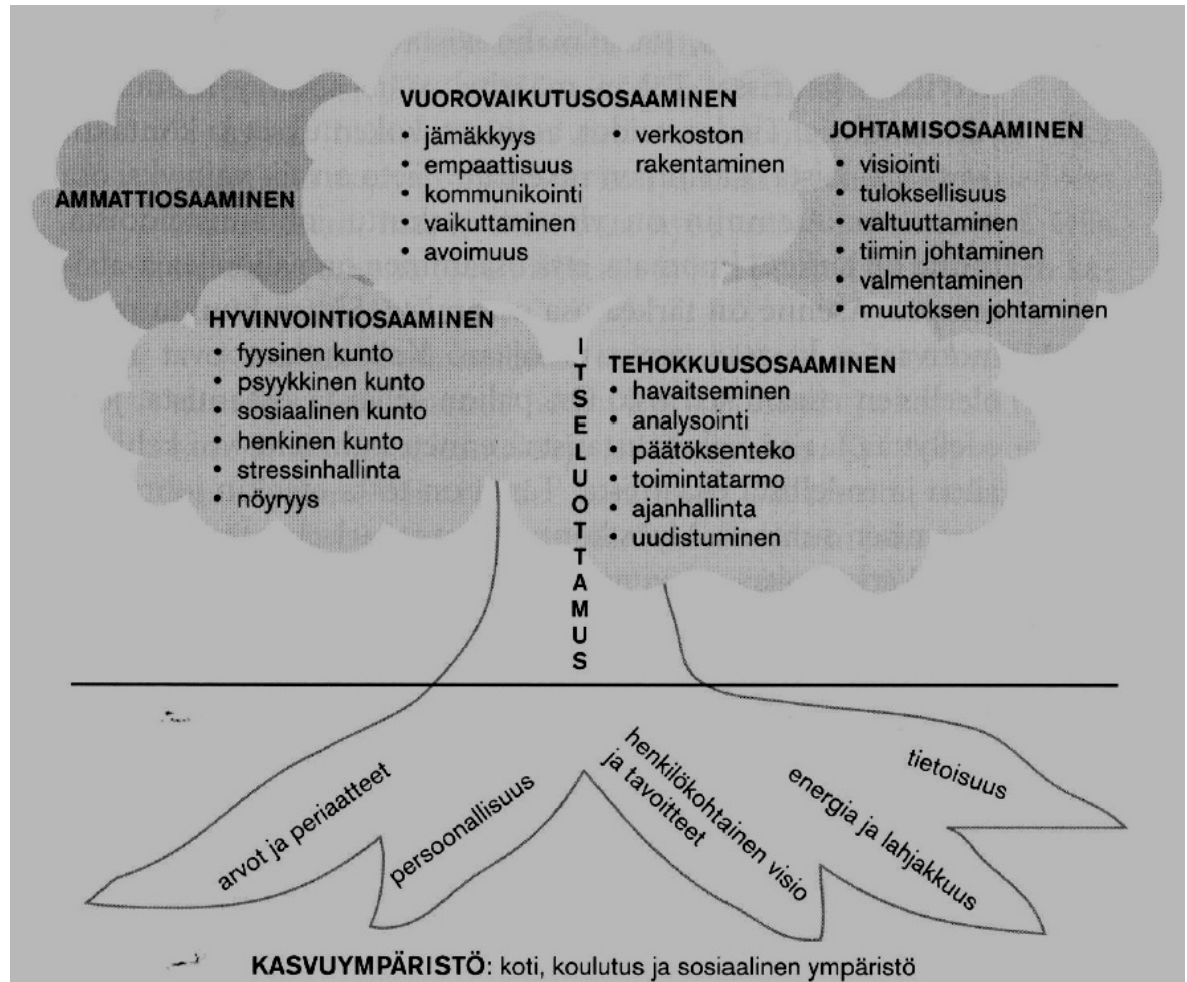 VUOROVAIKUTUSOSAAMINEN
• jämäkkyys
• empaattisuus
• kommunikointi
• vaikuttaminen
• avoimuus
• verkoston
rakentaminen
JOHTAMISOSAAMINEN
• visiointi
• tuloksellisuus
• valtuuttaminen
• tiimin johtaminen
• valmentaminen
• muutoksen johtaminen
AMMATTIOSAAMINEN
HYVINVOINTIOSAAMINEN
• fyysinen kunto
• psyykkinen kunto
• sosiaalinen kunto
• henkinen kunto
• stressinhallinta
• nöyryys
ITSELUOTTAMUS
TEHOKKUUSOSAAMINEN
• havaitseminen
• analysointi
• päätöksenteko
• toimintatarmo
• ajanhallinta
• uudistuminen
arvot ja periaatteet
persoonallisuus
henkilökohtainen visio
ja tavoitteet
energia ja lahjakkuus
tietoisuus
KASVUYMPÄRISTÖ: koti, koulutus ja sosiaalinen ympäristö